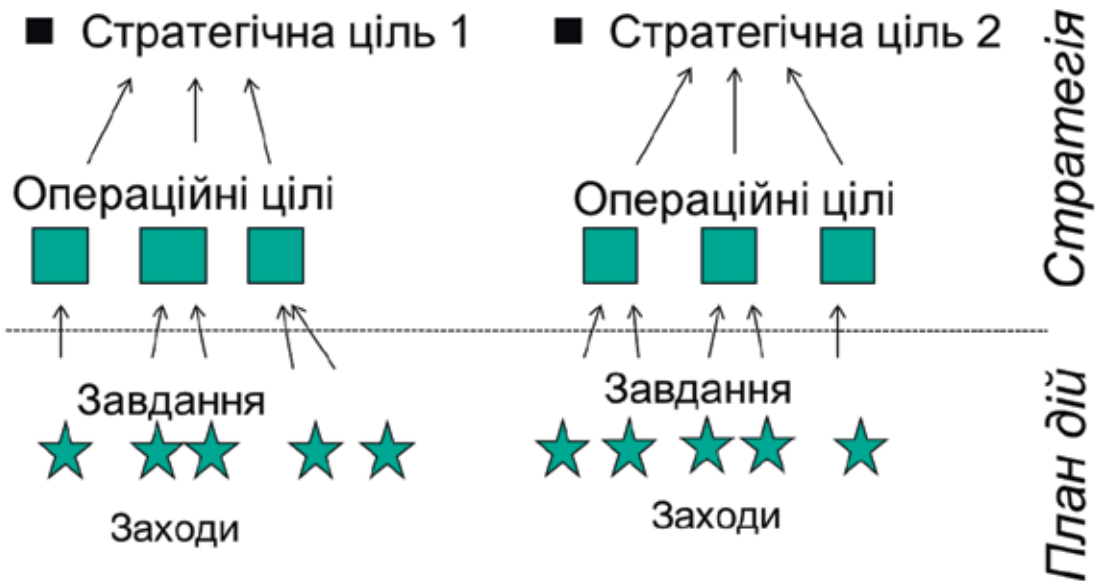 ■ Стратегічна ціль 1
■ Стратегічна ціль 2
Стратегія
Операційні цілі
Операційні цілі
Завдання
Завдання
План дій
Заходи
Заходи